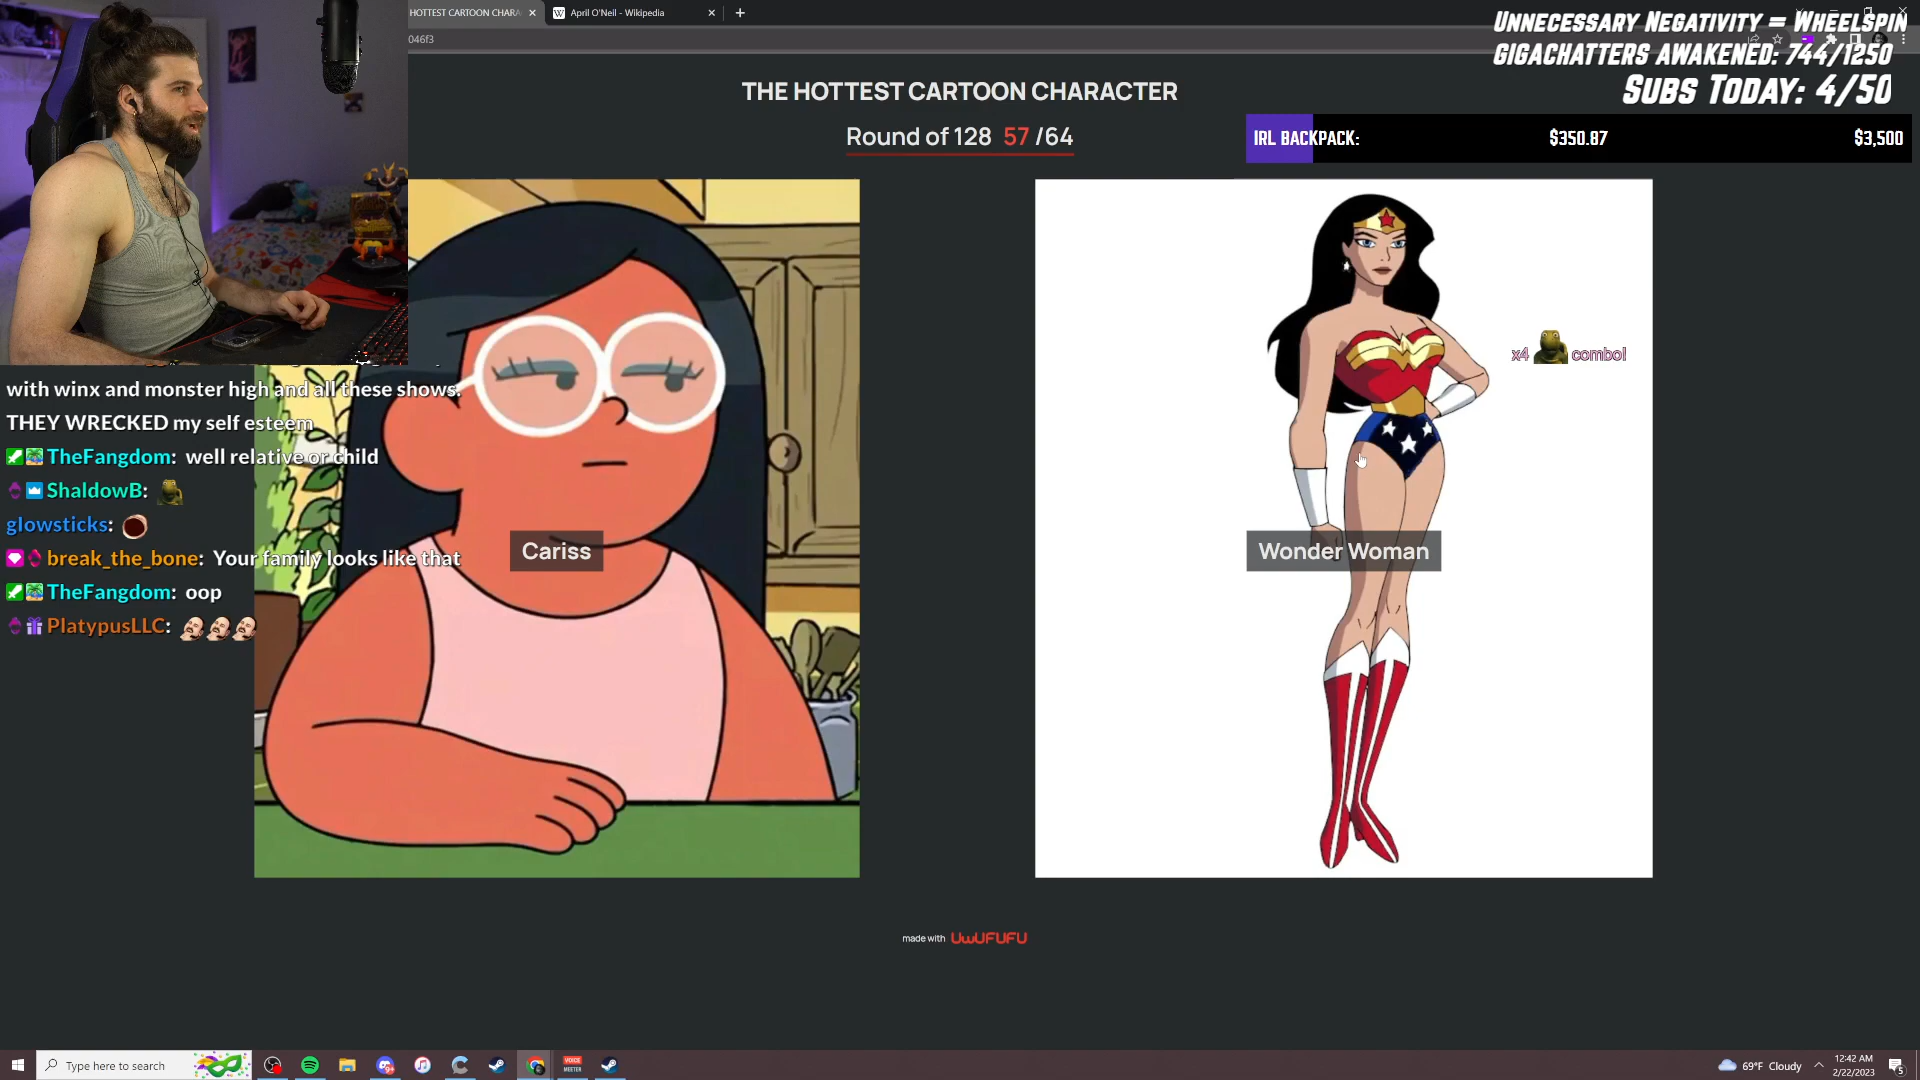 HOTTEST CARTOON CHARA
April O'Neil - Wikipedia
046f3
UNNECESSARY NEGATIVITY = WHEELSPIN
GIGACHATTERS AWAKENED: 744/1250
SUBS TODAY: 4/50
THE HOTTEST CARTOON CHARACTER
Round of 128 57 /64
IRL BACKPACK: $350.87 $3,500
x4 combo!
with winx and monster high and all these shows.
THEY WRECKED my self esteem
TheFangdom: well relative or child
ShaldowB:
glowsticks:
break_the_bone: Your family looks like that
TheFangdom: oop
PlatypusLLC:
Cariss
Wonder Woman
made with UwUFUFU
Type here to search
VOICE
MEETER
69°F Cloudy
12:42 AM
2/22/2023
5